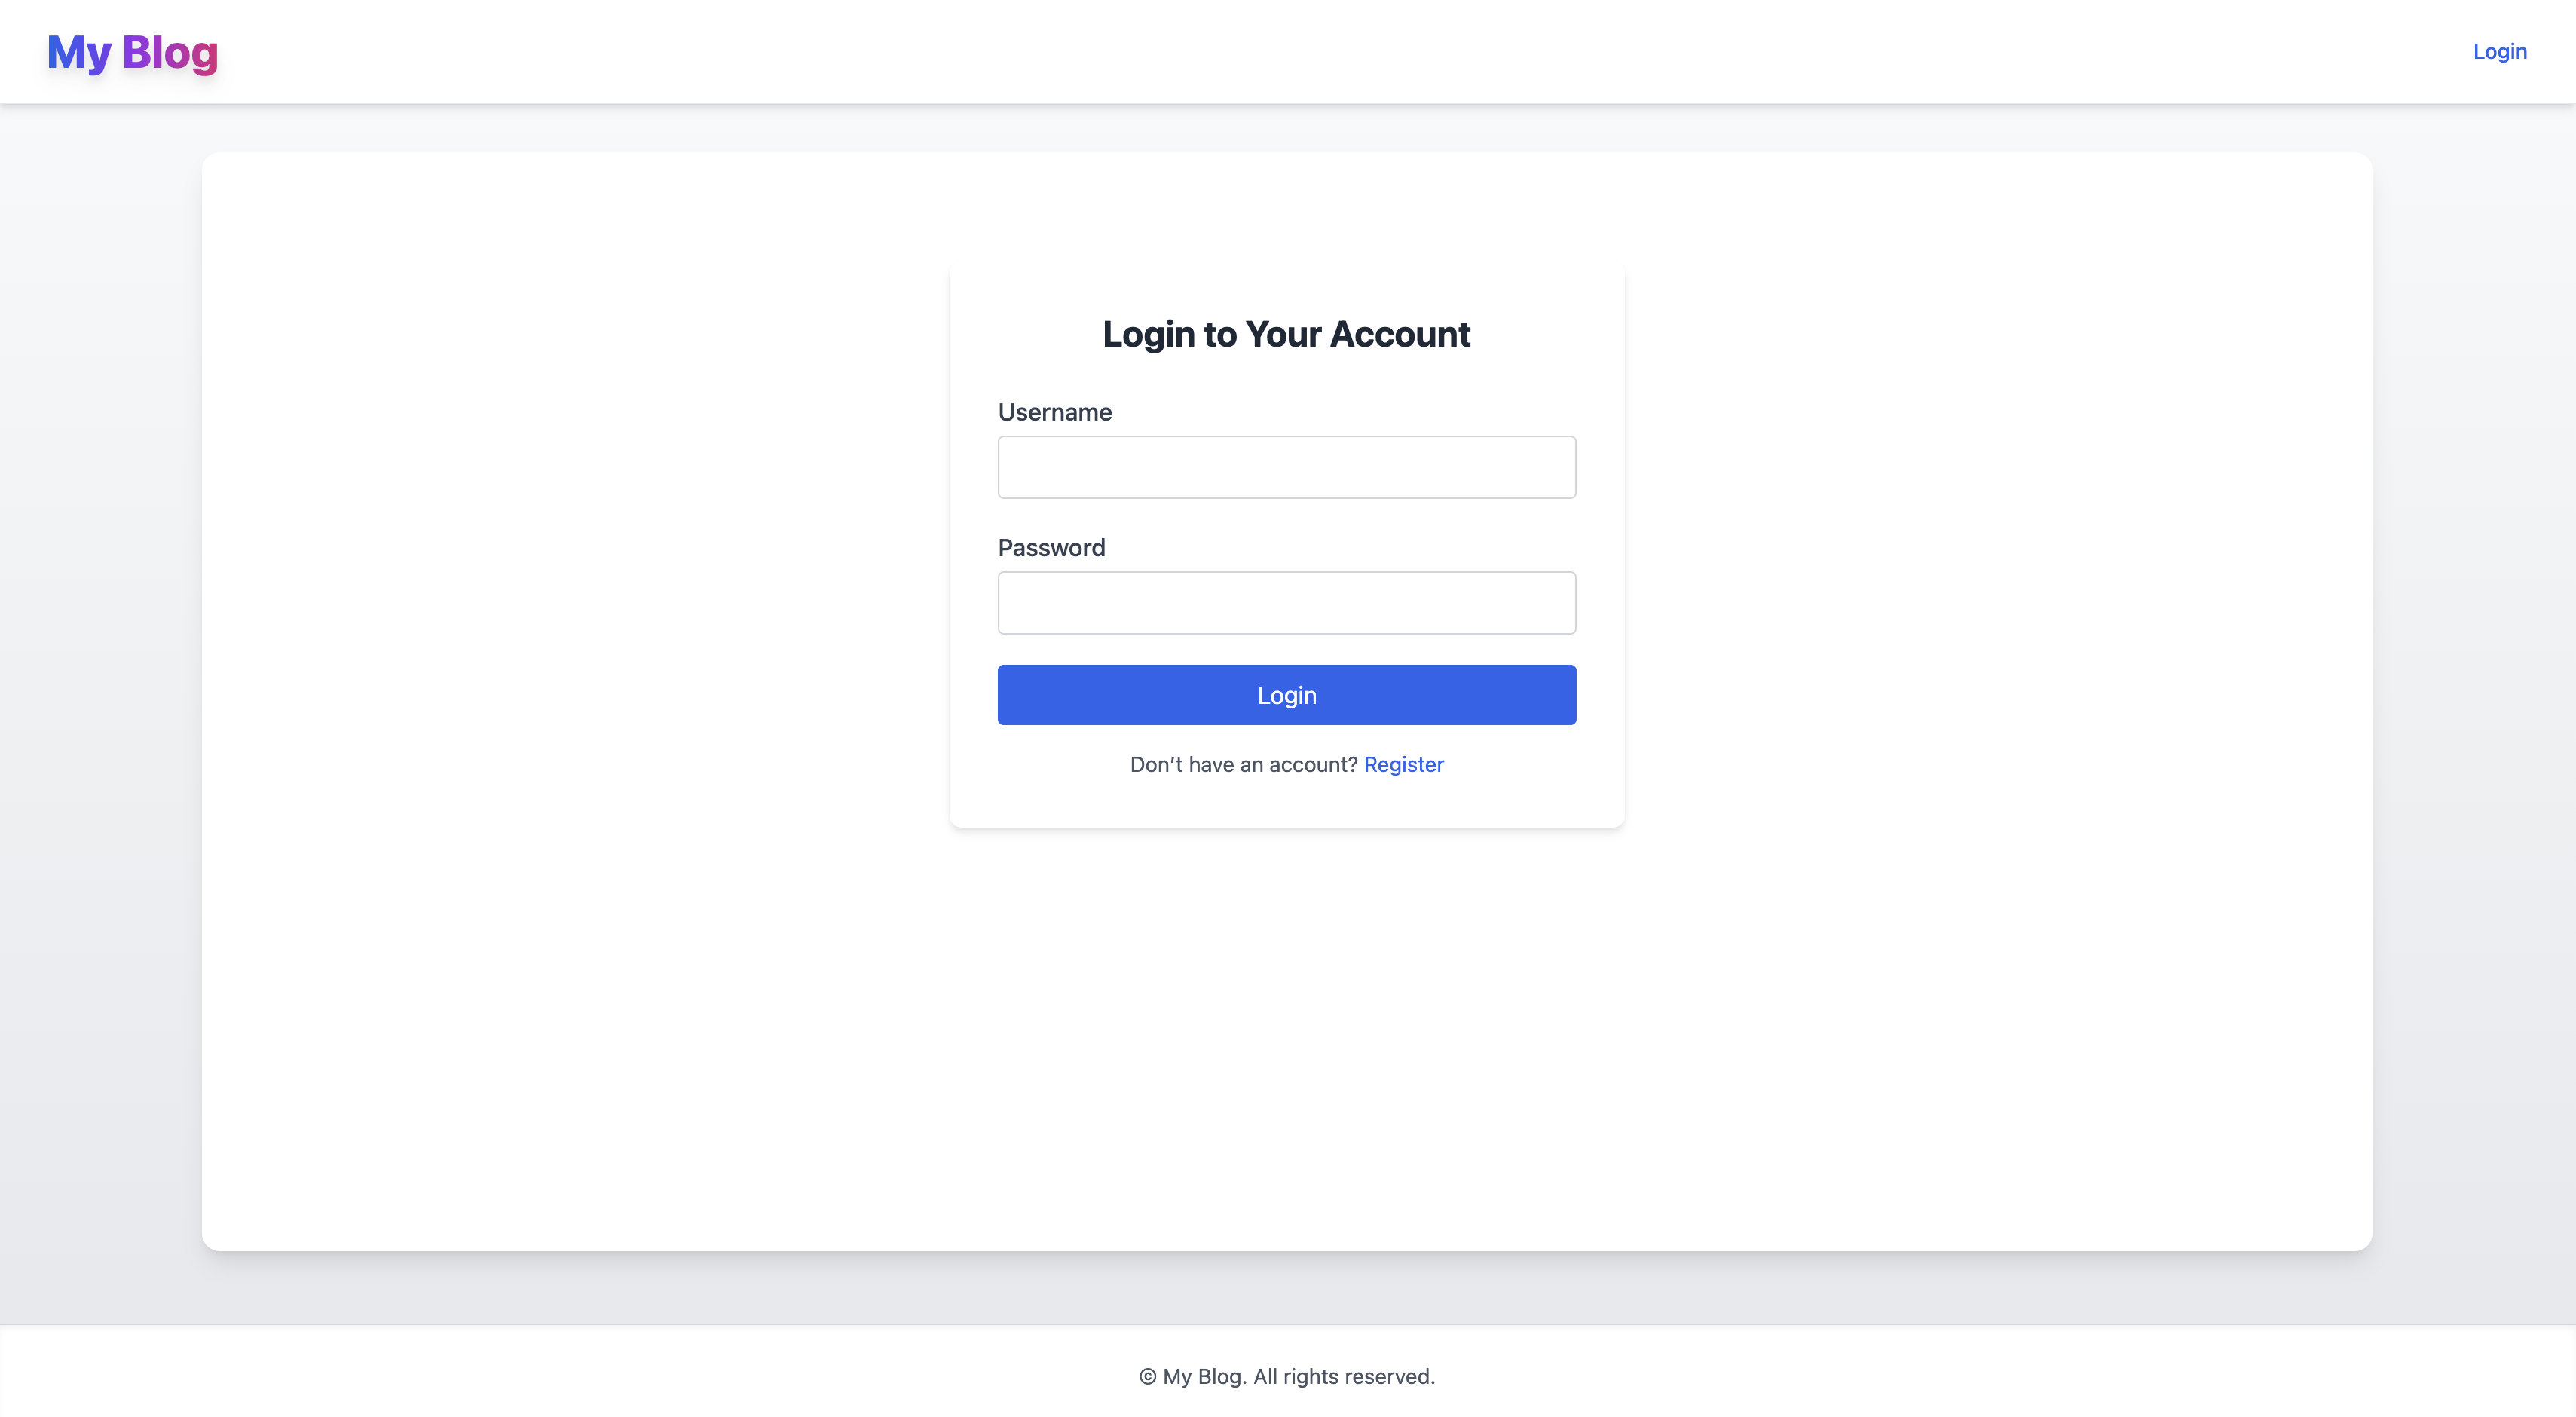 My Blog
Login
Login to Your Account
Username
Password
Login
Don’t have an account? Register
© My Blog. All rights reserved.